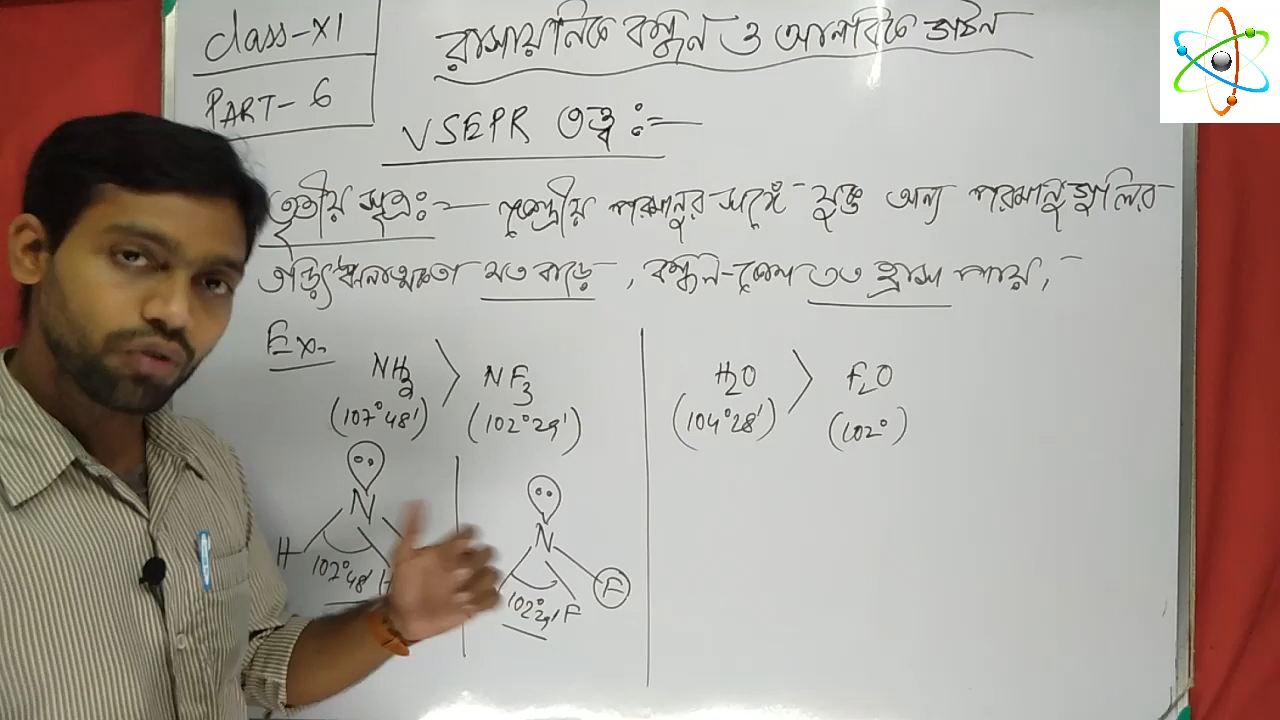 Class-XI
PART-6
রাসায়নিক বন্ধন ও আণবিক গঠন
VSEPR তত্ত্ব :-
তৃতীয় সূত্রঃ- কেন্দ্রীয় পরমাণুর সঙ্গে যুক্ত অন্য পরমাণু গুলির
তড়িৎ ঋনাত্মকতা যত বাড়ে, বন্ধন-কোণ তত হ্রাস পায়,
Ex.
NH3 > NF3
(107°48') (102°29')
H2O > F2O
(104°28') (102°)
N
H
102°48'
H
N
102°29'
F
F